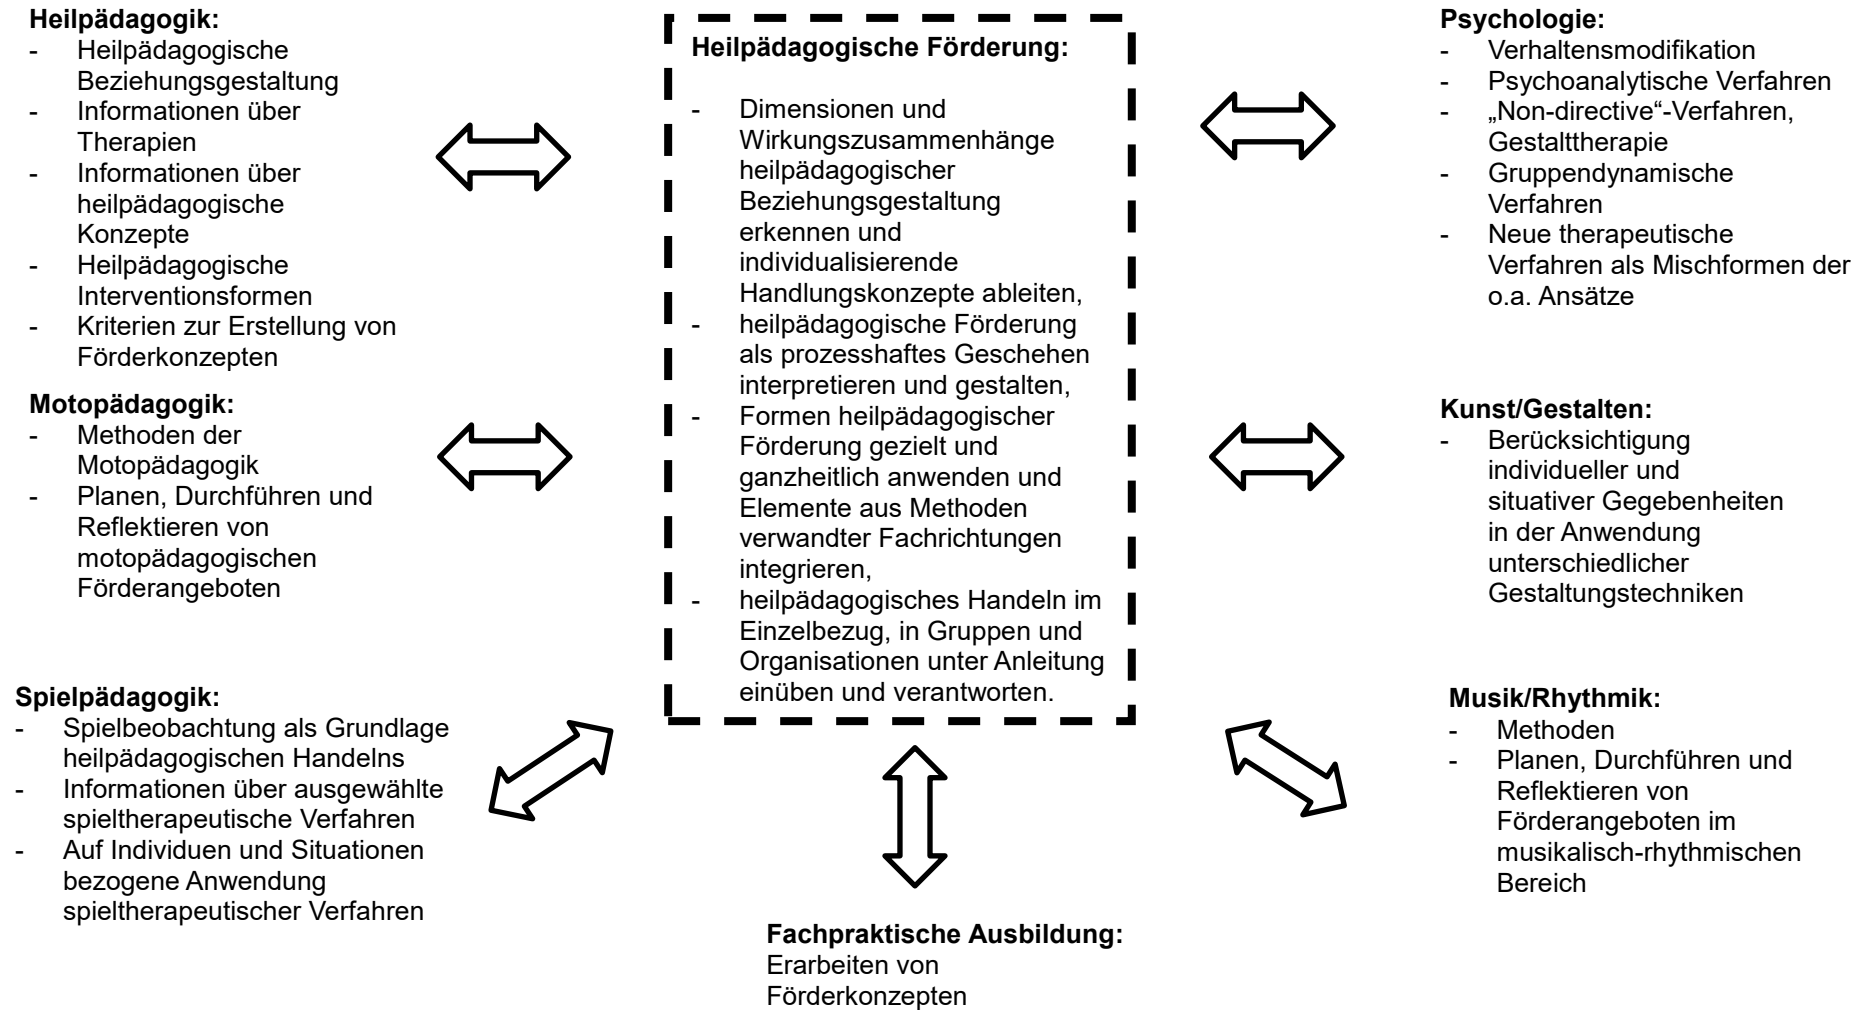 Heilpädagogik:
- Heilpädagogische
Beziehungsgestaltung
- Informationen über
Therapien
- Informationen über
heilpädagogische
Konzepte
- Heilpädagogische
Interventionsformen
- Kriterien zur Erstellung von
Förderkonzepten
Motopädagogik:
- Methoden der
Motopädagogik
- Planen, Durchführen und
Reflektieren von
motopädagogischen
Förderangeboten
Spielpädagogik:
- Spielbeobachtung als Grundlage
heilpädagogischen Handelns
- Informationen über ausgewählte
spieltherapeutische Verfahren
- Auf Individuen und Situationen
bezogene Anwendung
spieltherapeutischer Verfahren
Heilpädagogische Förderung:
- Dimensionen und
Wirkungszusammenhänge
heilpädagogischer
Beziehungsgestaltung
erkennen und
individualisierende
Handlungskonzepte ableiten,
- heilpädagogische Förderung
als prozesshaftes Geschehen
interpretieren und gestalten,
- Formen heilpädagogischer
Förderung gezielt und
ganzheitlich anwenden und
Elemente aus Methoden
verwandter Fachrichtungen
integrieren,
- heilpädagogisches Handeln im
Einzelbezug, in Gruppen und
Organisationen unter Anleitung
einüben und verantworten.
Fachpraktische Ausbildung:
Erarbeiten von
Förderkonzepten
Psychologie:
- Verhaltensmodifikation
- Psychoanalytische Verfahren
- „Non-directive“-Verfahren,
Gestalttherapie
- Gruppendynamische
Verfahren
- Neue therapeutische
Verfahren als Mischformen der
o.a. Ansätze
Kunst/Gestalten:
- Berücksichtigung
individueller und
situativer Gegebenheiten
in der Anwendung
unterschiedlicher
Gestaltungstechniken
Musik/Rhythmik:
- Methoden
- Planen, Durchführen und
Reflektieren von
Förderangeboten im
musikalisch-rhythmischen
Bereich